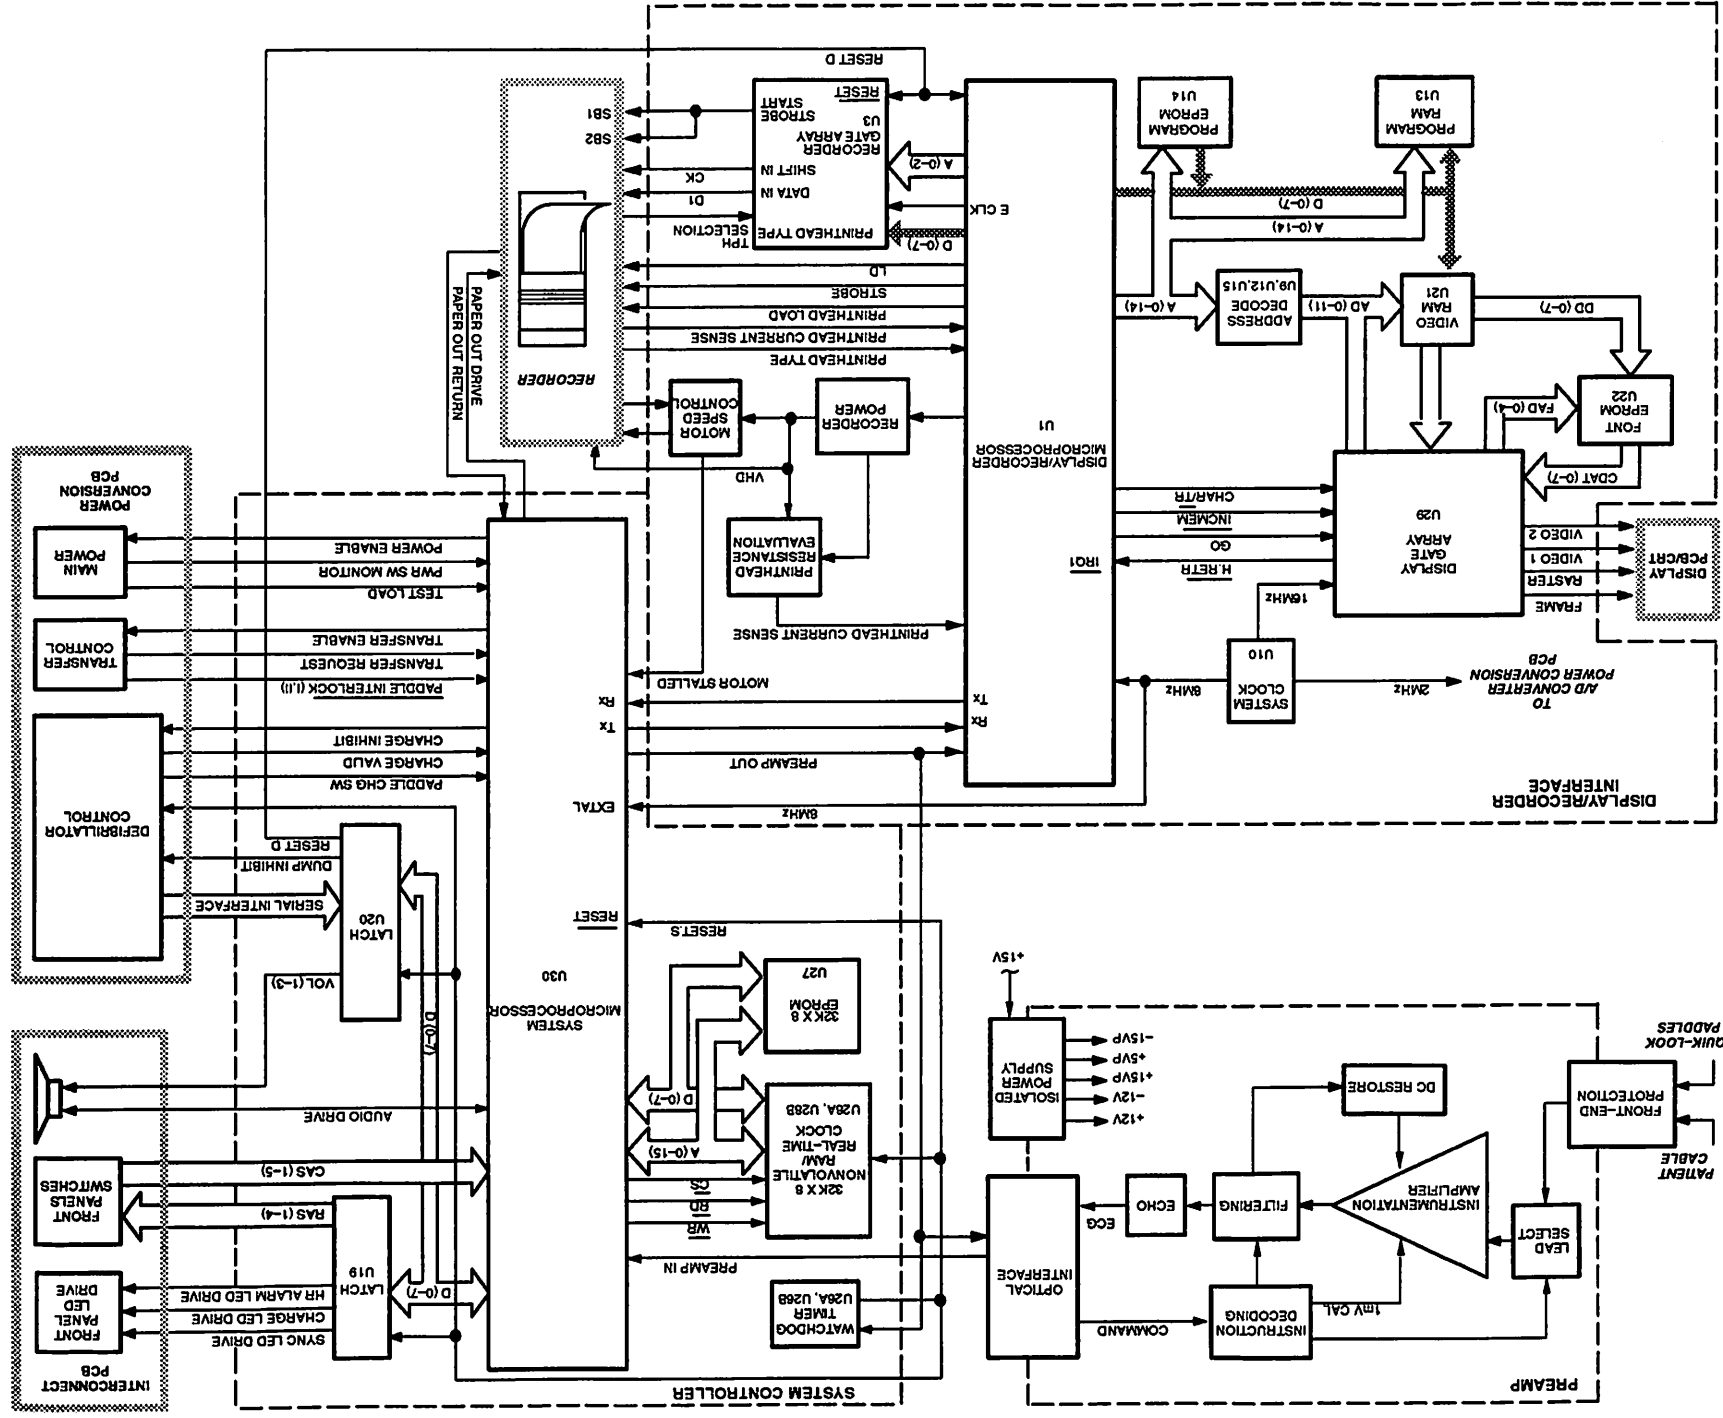 PREAMP
PATIENT
CABLE
QUIK-LOOK
PADDLES
FRONT-END
PROTECTION
LEAD
SELECT
INSTRUMENTATION
AMPLIFIER
1mV CAL
DC RESTORE
INSTRUCTION
DECODING
FILTERING
ECHO
ECG
COMMAND
OPTICAL
INTERFACE
ISOLATED
POWER
SUPPLY
+12V
-12V
+15VP
+5VP
-15VP
+15V
SYSTEM CONTROLLER
WATCHDOG
TIMER
U26A, U26B
PREAMP IN
WR
RD
CS
32K X 8
NONVOLATILE
RAM/
REAL-TIME
CLOCK
U28A, U28B
A (0-15)
D (0-7)
32K X 8
EPROM
U27
RESET.S
RESET
SYSTEM
MICROPROCESSOR
U30
EXTAL
8MHz
PREAMP OUT
Tx
Rx
MOTOR STALLED
D (0-7)
LATCH
U19
D (0-7)
LATCH
U20
INTERCONNECT
PCB
SYNC LED DRIVE
CHARGE LED DRIVE
HR ALARM LED DRIVE
FRONT
PANEL
LED
DRIVE
RAS (1-4)
CAS (1-5)
FRONT
PANELS
SWITCHES
AUDIO DRIVE
VOL (1-3)
SERIAL INTERFACE
DUMP INHIBIT
RESET D
PADDLE CHG SW
CHARGE VALID
CHARGE INHIBIT
DEFIBRILLATOR
CONTROL
PADDLE INTERLOCK (I,II)
TRANSFER REQUEST
TRANSFER ENABLE
TRANSFER
CONTROL
TEST LOAD
PWR SW MONITOR
POWER ENABLE
MAIN
POWER
POWER
CONVERSION
PCB
DISPLAY/RECORDER
INTERFACE
TO
A/D CONVERTER
POWER CONVERSION
PCB
2MHz
SYSTEM
CLOCK
U10
8MHz
16MHz
FRAME
RASTER
VIDEO 1
VIDEO 2
DISPLAY
PCB/CRT
DISPLAY
GATE
ARRAY
U29
H.RETR
GO
INCMEM
CHAR/TR
IRQ1
Rx
Tx
DISPLAY/RECORDER
MICROPROCESSOR
U1
CDAT (0-7)
FAD (0-4)
FONT
EPROM
U22
DD (0-7)
VIDEO
RAM
U21
AD (0-11)
ADDRESS
DECODE
U9,U12,U15
A (0-14)
A (0-14)
D (0-7)
PROGRAM
RAM
U13
PROGRAM
EPROM
U14
PRINTHEAD CURRENT SENSE
PRINTHEAD
RESISTANCE
EVALUATION
VHD
RECORDER
POWER
MOTOR
SPEED
CONTROL
PRINTHEAD TYPE
PRINTHEAD CURRENT SENSE
PRINTHEAD LOAD
STROBE
LD
D (0-7)
E CLK
A (0-2)
PRINTHEAD TYPE
DATA IN
SHIFT IN
RECORDER
GATE ARRAY
U3
STROBE
START
RESET
TPH
SELECTION
D1
CK
SB2
SB1
RECORDER
PAPER OUT RETURN
PAPER OUT DRIVE
RESET D